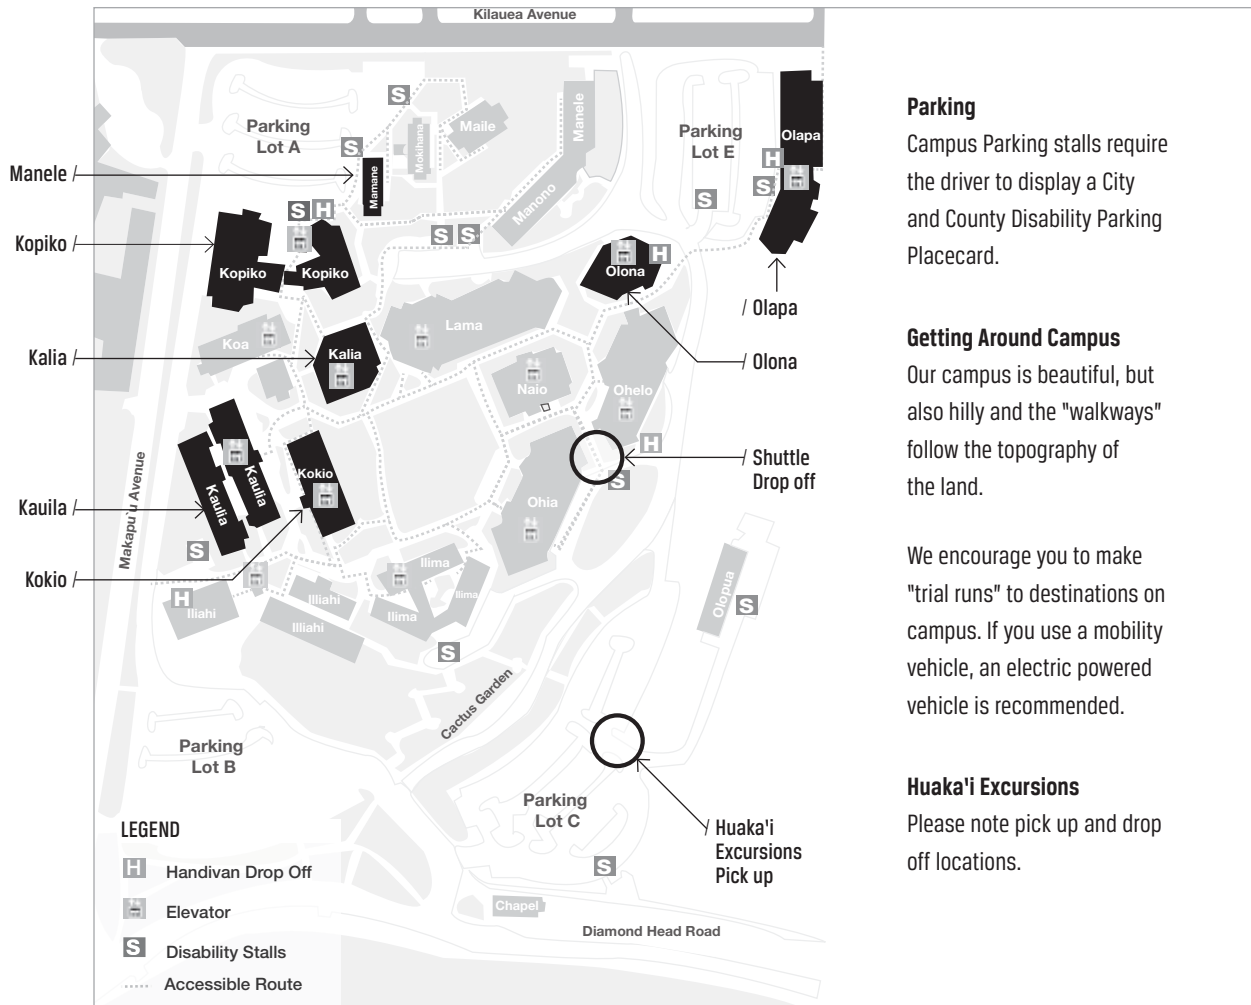 Kilauea Avenue
Parking
Lot A
Mokihana
Maile
Manele
Parking
Lot E
Olapa
H
S
S
S
S
Manele /
Mamane
Manono
S
H
S
S
Kopiko /
Kopiko
Kopiko
Olona
H
/ Olapa
Koa
Lama
Kalia /
Kalia
/ Olona
Naio
Ohelo
H
/ Shuttle
Drop off
S
Makapu`u Avenue
Kaulia
Kaulia
Kokio
Ohia
Kauila /
S
Kokio /
H
Iliahi
Illiahi
Illiahi
Ilima
Ilima
Ilima
Olopua
S
S
Cactus Garden
Parking
Lot B
Parking
Lot C
/ Huaka'i
Excursions
Pick up
S
Chapel
Diamond Head Road
LEGEND
H Handivan Drop Off
Elevator
S Disability Stalls
Accessible Route
Parking
Campus Parking stalls require
the driver to display a City
and County Disability Parking
Placecard.
Getting Around Campus
Our campus is beautiful, but
also hilly and the "walkways"
follow the topography of
the land.
We encourage you to make
"trial runs" to destinations on
campus. If you use a mobility
vehicle, an electric powered
vehicle is recommended.
Huaka'i Excursions
Please note pick up and drop
off locations.